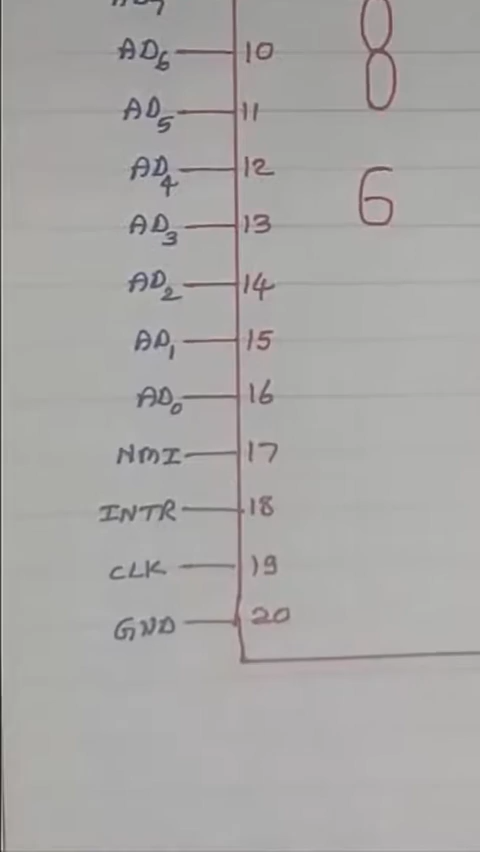 AD7
AD6 10 8
AD5 11
AD4 12 6
AD3 13
AD2 14
AD1 15
AD0 16
NMI 17
INTR 18
CLK 19
GND 20